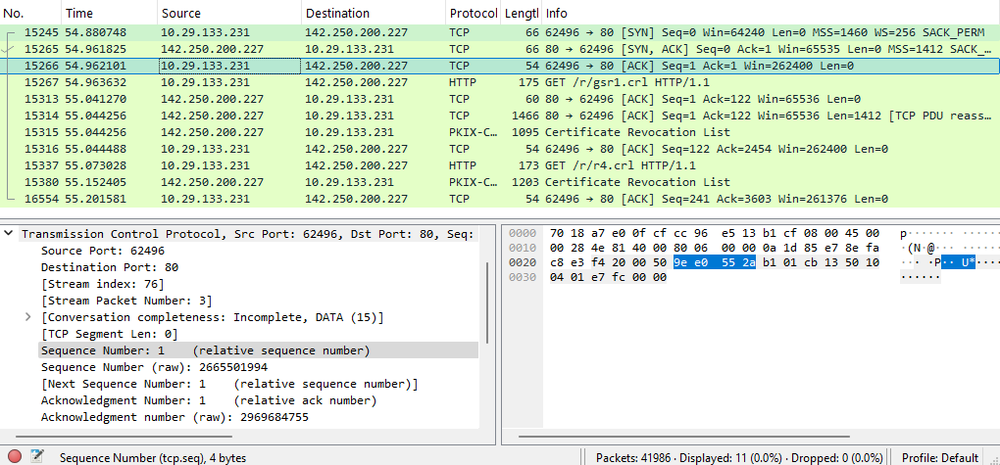 No. Time Source Destination Protocol Lengtl Info
15245 54.880748 10.29.133.231 142.250.200.227 TCP 66 62496 → 80 [SYN] Seq=0 Win=64240 Len=0 MSS=1460 WS=256 SACK_PERM
15265 54.961825 142.250.200.227 10.29.133.231 TCP 66 80 → 62496 [SYN, ACK] Seq=0 Ack=1 Win=65535 Len=0 MSS=1412 SACK_…
15266 54.962101 10.29.133.231 142.250.200.227 TCP 54 62496 → 80 [ACK] Seq=1 Ack=1 Win=262400 Len=0
15267 54.963632 10.29.133.231 142.250.200.227 HTTP 175 GET /r/gsr1.crl HTTP/1.1
15313 55.041270 142.250.200.227 10.29.133.231 TCP 60 80 → 62496 [ACK] Seq=1 Ack=122 Win=65536 Len=0
15314 55.044256 142.250.200.227 10.29.133.231 TCP 1466 80 → 62496 [ACK] Seq=1 Ack=122 Win=65536 Len=1412 [TCP PDU reass…
15315 55.044256 142.250.200.227 10.29.133.231 PKIX-C… 1095 Certificate Revocation List
15316 55.044488 10.29.133.231 142.250.200.227 TCP 54 62496 → 80 [ACK] Seq=122 Ack=2454 Win=262400 Len=0
15337 55.073028 10.29.133.231 142.250.200.227 HTTP 173 GET /r/r4.crl HTTP/1.1
15380 55.152405 142.250.200.227 10.29.133.231 PKIX-C… 1203 Certificate Revocation List
16554 55.201581 10.29.133.231 142.250.200.227 TCP 54 62496 → 80 [ACK] Seq=241 Ack=3603 Win=261376 Len=0
Transmission Control Protocol, Src Port: 62496, Dst Port: 80, Seq:
Source Port: 62496
Destination Port: 80
[Stream index: 76]
[Stream Packet Number: 3]
[Conversation completeness: Incomplete, DATA (15)]
[TCP Segment Len: 0]
Sequence Number: 1 (relative sequence number)
Sequence Number (raw): 2665501994
[Next Sequence Number: 1 (relative sequence number)]
Acknowledgment Number: 1 (relative ack number)
Acknowledgment number (raw): 2969684755
0000 70 18 a7 e0 0f cf cc 96 e5 13 b1 cf 08 00 45 00 p······· ······E·
0010 00 28 4e 81 40 00 80 06 00 00 0a 1d 85 e7 8e fa ·(N·@··· ········
0020 c8 e3 f4 20 00 50 9e e0 55 2a b1 01 cb 13 50 10 ··· ·P·· U*····P·
0030 04 01 e7 fc 00 00 ······
Sequence Number (tcp.seq), 4 bytes
Packets: 41986 · Displayed: 11 (0.0%) · Dropped: 0 (0.0%)
Profile: Default